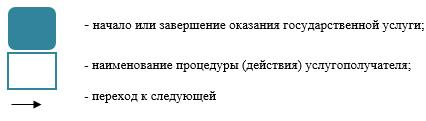 - начало или завершение оказания государственной услуги;
- наименование процедуры (действия) услугополучателя;
- переход к следующей